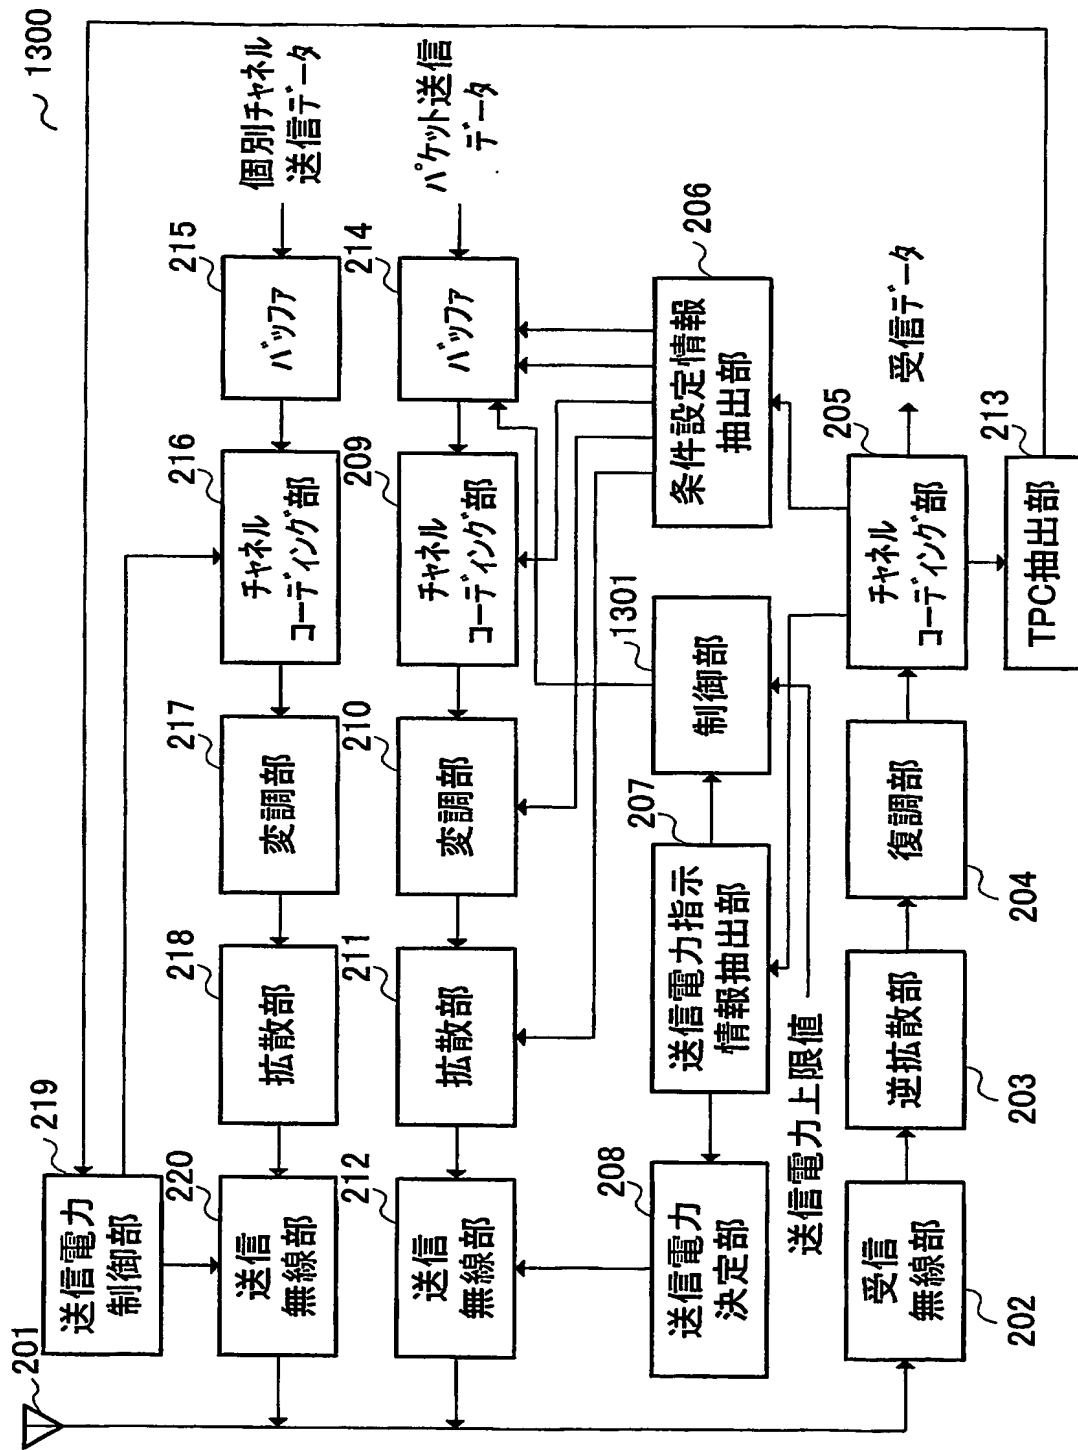 ~ 1300
201
送信電力
制御部
219
送信
無線部
220
拡散部
218
変調部
217
チャネル
コーディング部
216
バッファ
215
個別チャネル
送信データ
送信
無線部
212
拡散部
211
変調部
210
チャネル
コーディング部
209
バッファ
214
パケット送信
データ
送信電力
決定部
208
送信電力指示
情報抽出部
207
制御部
1301
条件設定情報
抽出部
206
送信電力上限値
受信
無線部
202
逆拡散部
203
復調部
204
チャネル
コーディング部
205
受信データ
TPC抽出部
213